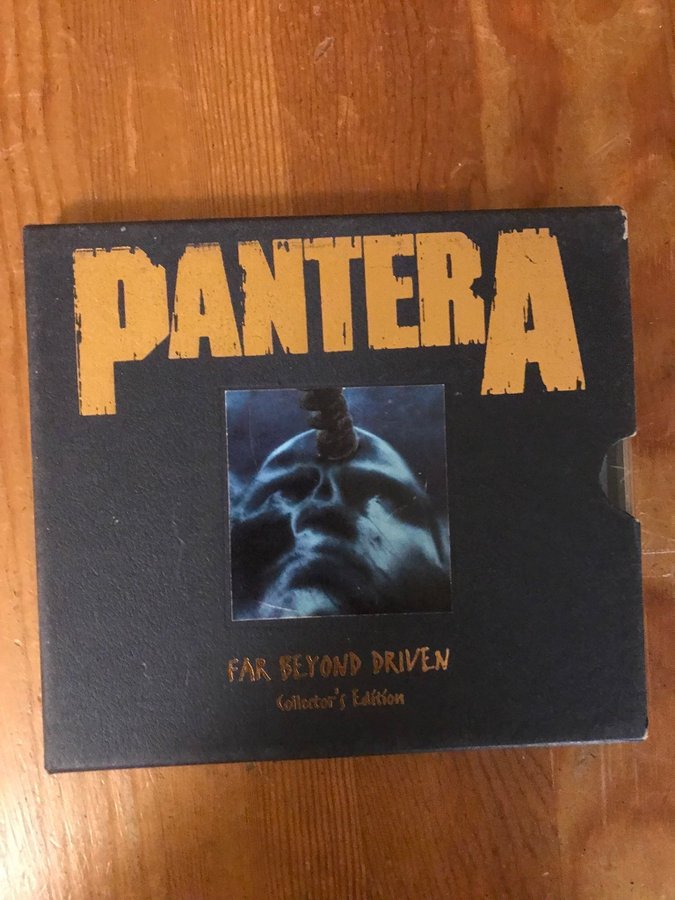 PANTERA
FAR BEYOND DRIVEN
Collector's Edition